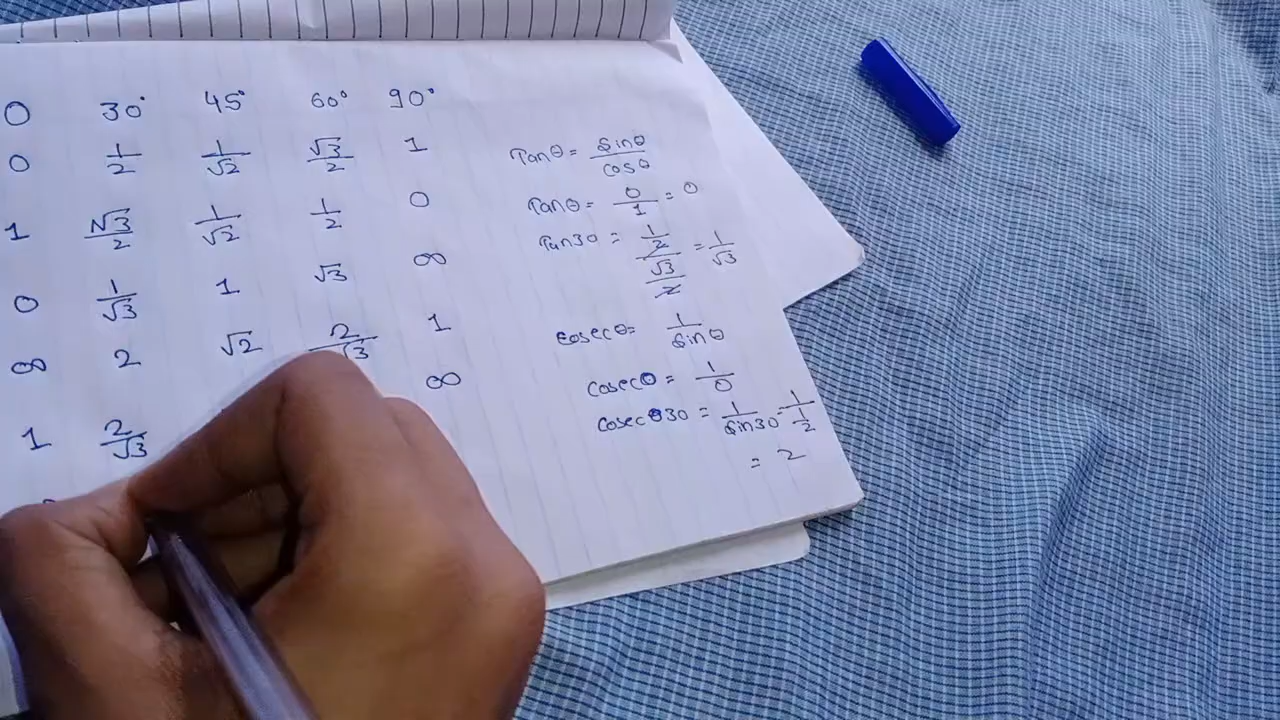 0 30° 45° 60° 90°
0 1/2 1/√2 √3/2 1
1 √3/2 1/√2 1/2 0
0 1/√3 1 √3 ∞
∞ 2 √2 2/√3 1
1 2/√3 ∞
Tanθ = sinθ/cosθ
Tanθ = 0/1 = 0
Tan30 = 1/2/√3/2 = 1/√3
cosecθ = 1/sinθ
cosec0 = 1/0
cosecθ30 = 1/sin30 = 1/1/2
= 2